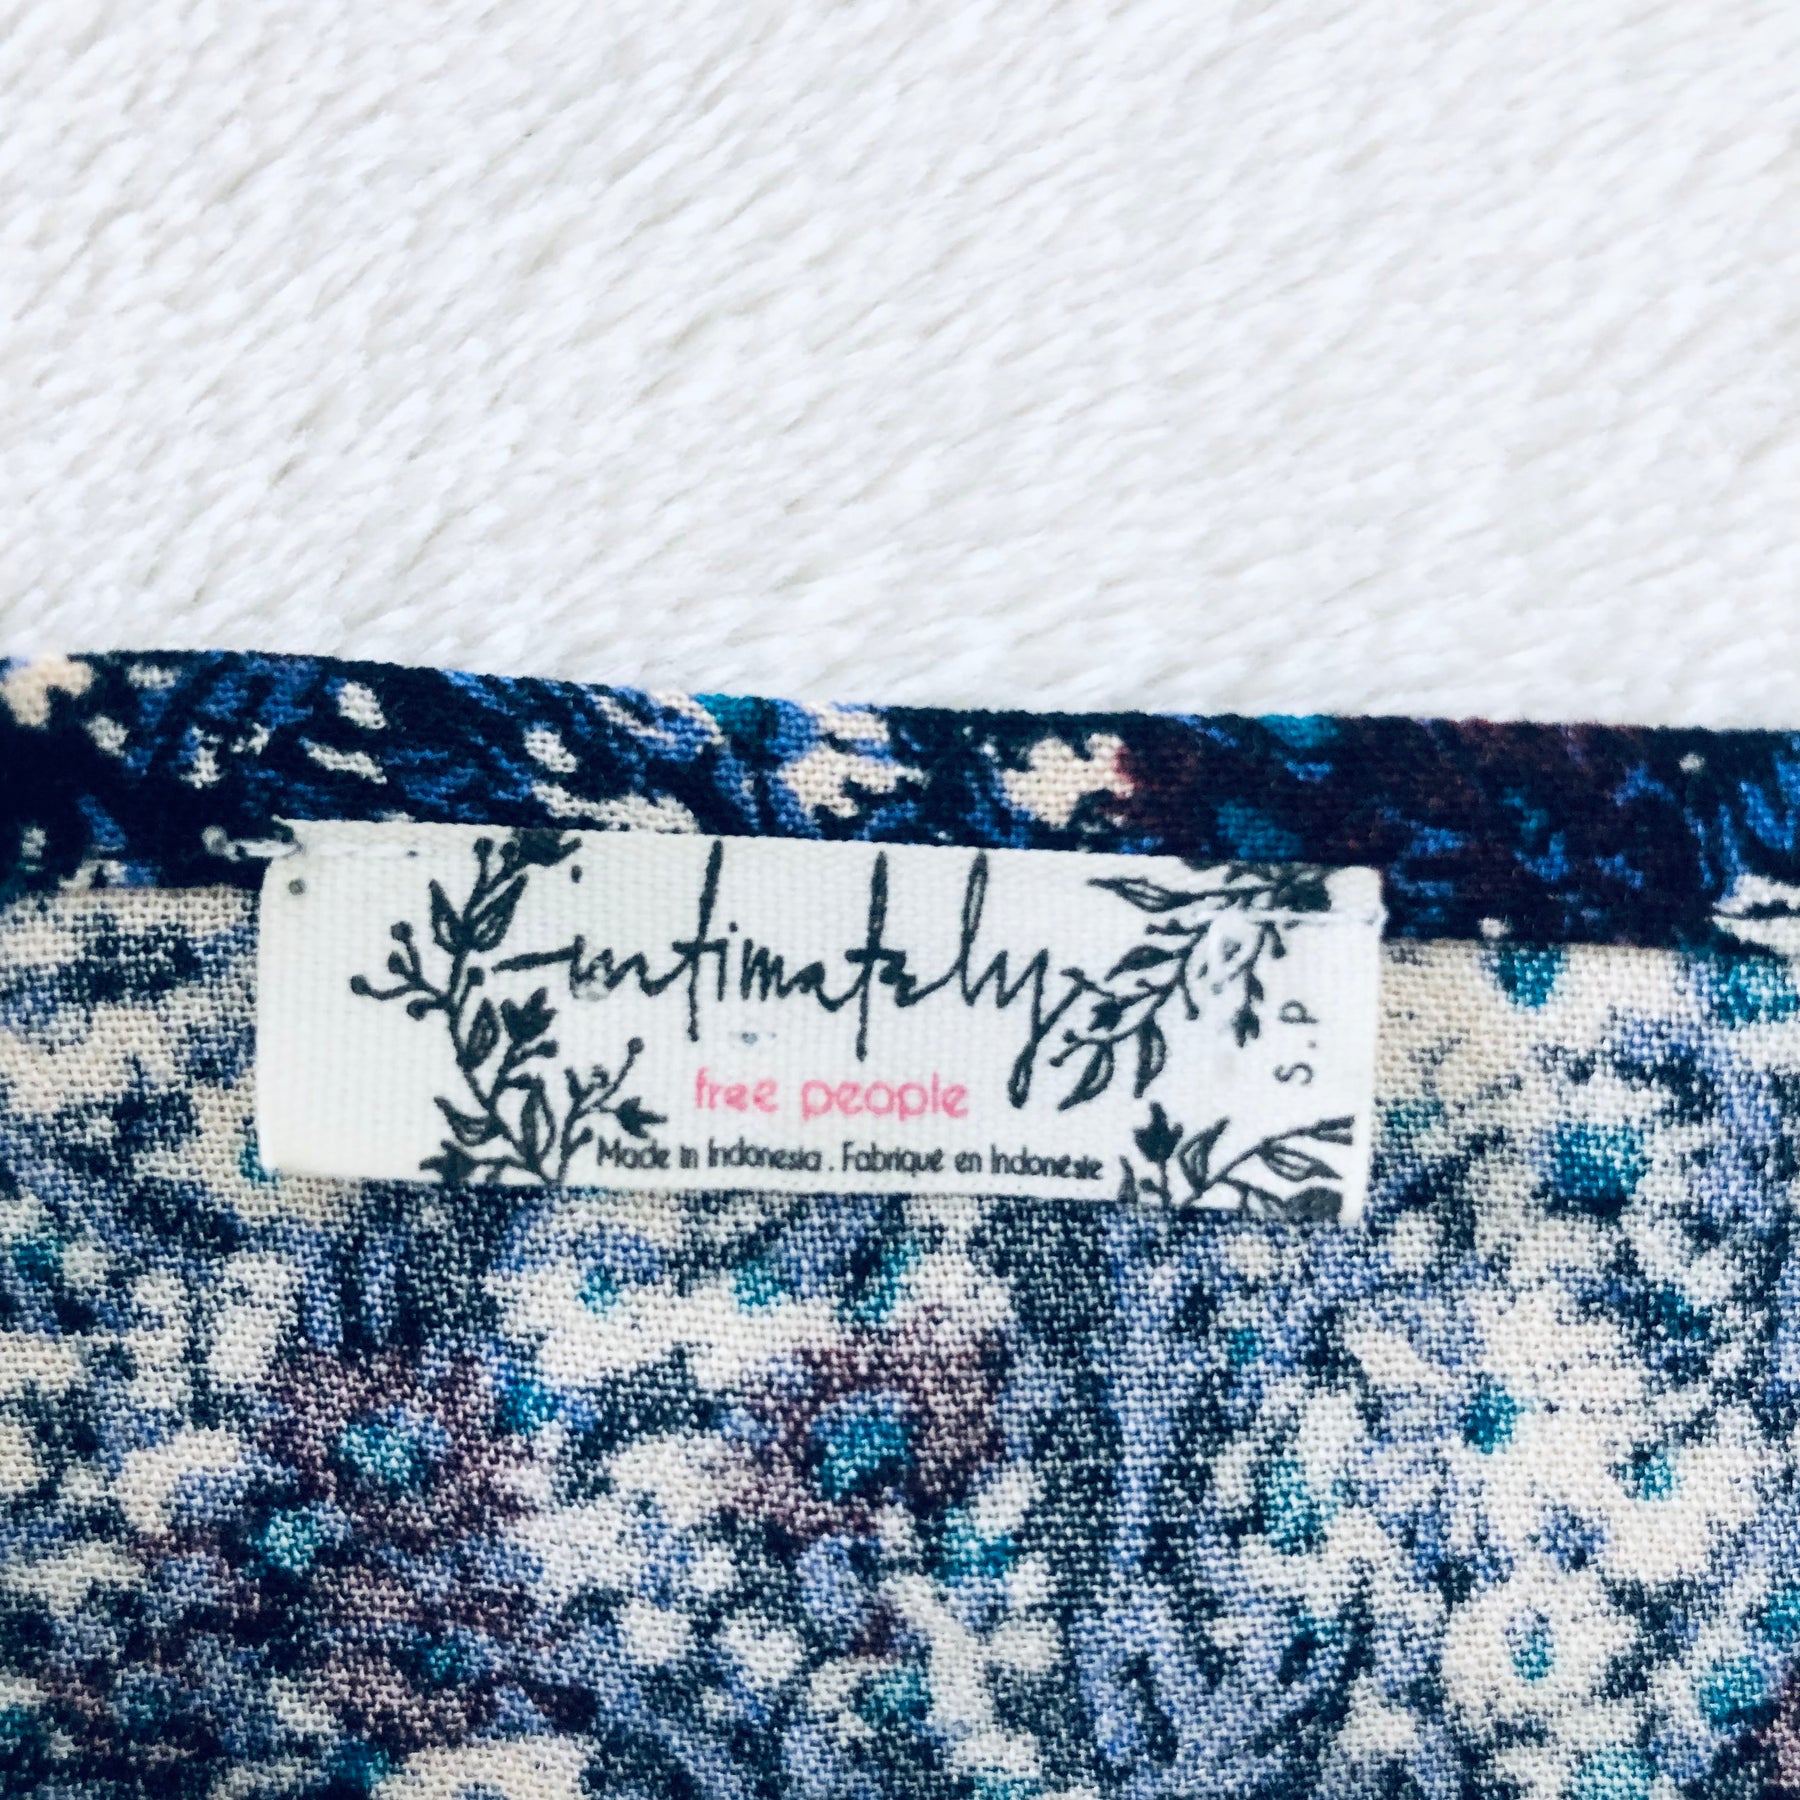 intimately
free people
Made in Indonesia . Fabriqué en Indonésie
S.P